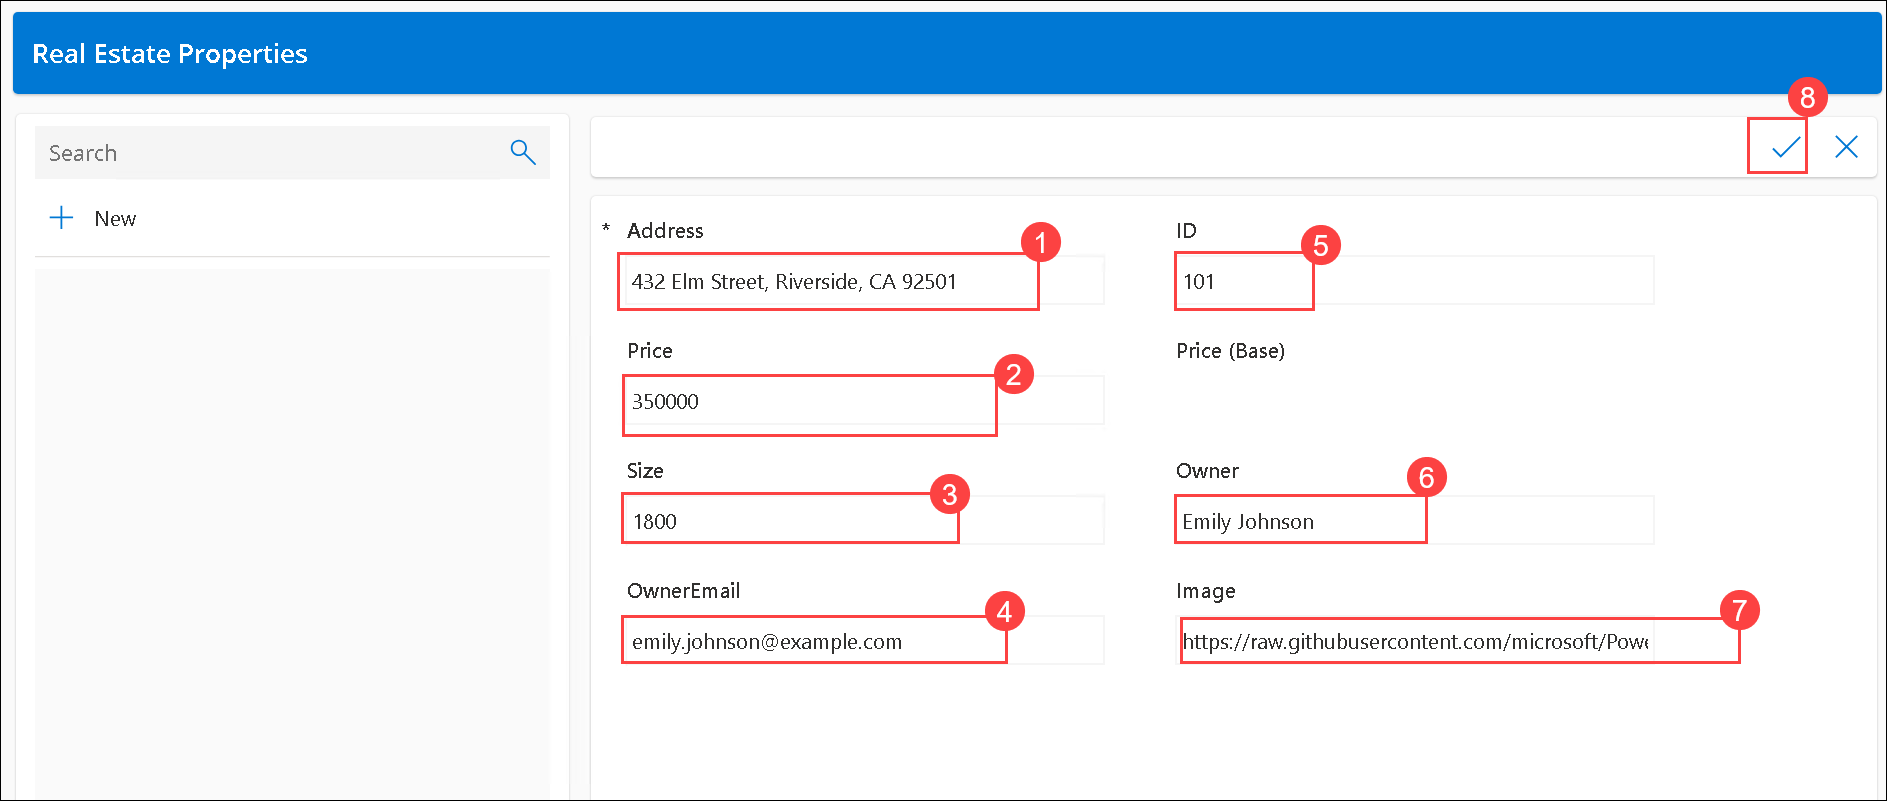 Real Estate Properties
8
Search
New
* Address
1
432 Elm Street, Riverside, CA 92501
ID
5
101
Price
2
350000
Price (Base)
Size
3
1800
Owner
6
Emily Johnson
OwnerEmail
4
emily.johnson@example.com
Image
7
https://raw.githubusercontent.com/microsoft/Powe